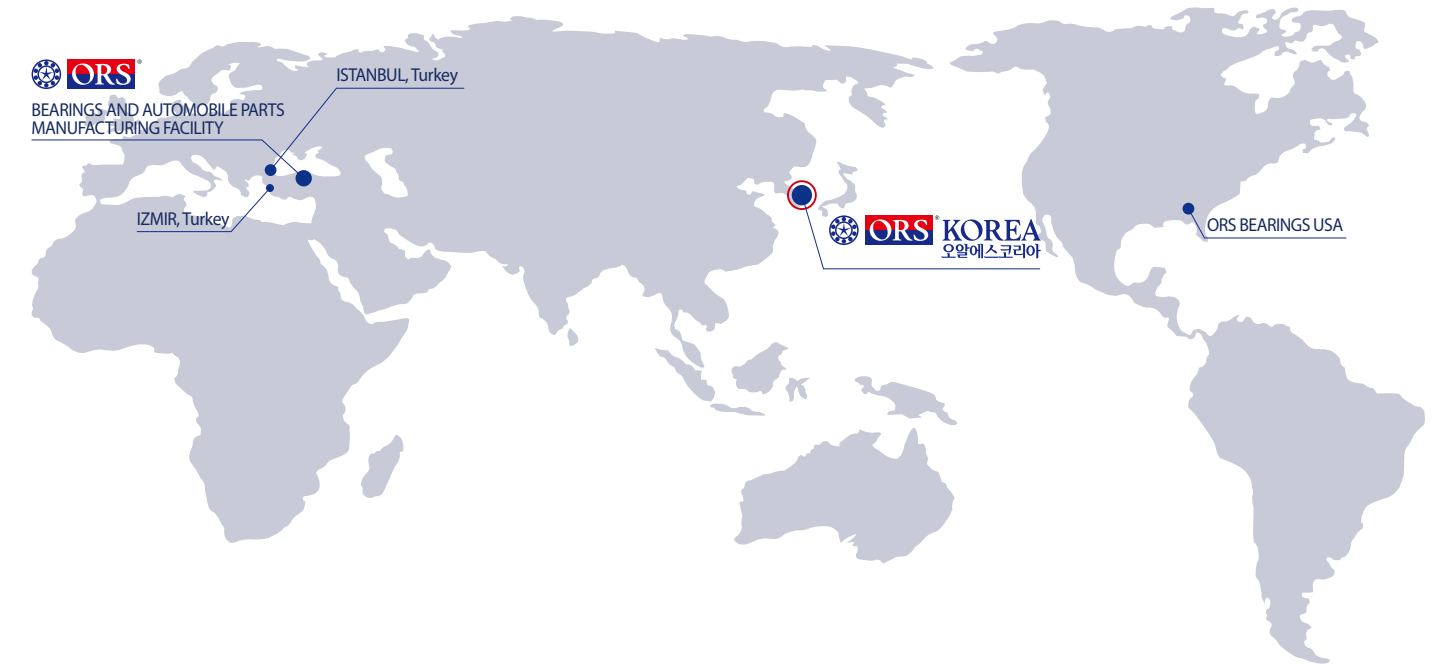 ORS®
ISTANBUL, Turkey
BEARINGS AND AUTOMOBILE PARTS
MANUFACTURING FACILITY
IZMIR, Turkey
ORS® KOREA
오알에스코리아
ORS BEARINGS USA